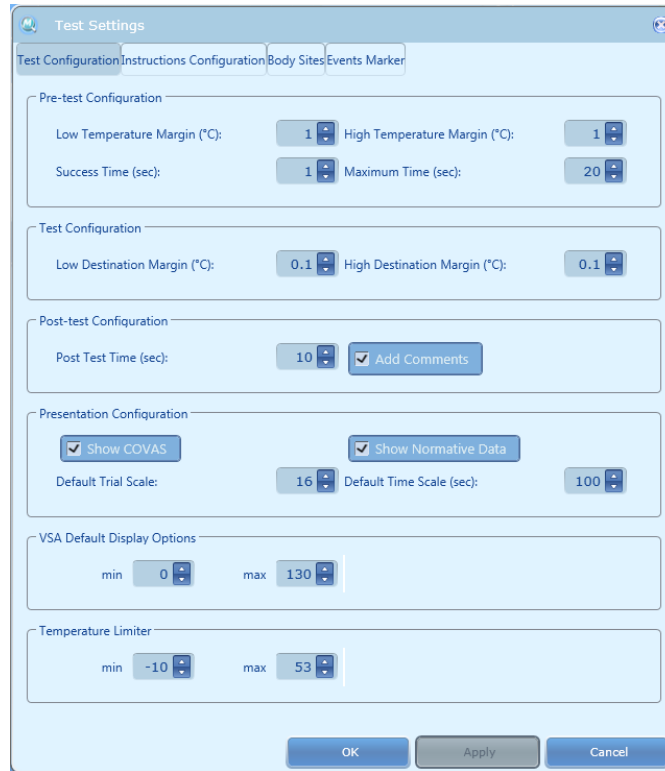 Test Settings
Test Configuration Instructions Configuration Body Sites Events Marker
Pre-test Configuration
Low Temperature Margin (°C): 1 High Temperature Margin (°C): 1
Success Time (sec): 1 Maximum Time (sec): 20
Test Configuration
Low Destination Margin (°C): 0.1 High Destination Margin (°C): 0.1
Post-test Configuration
Post Test Time (sec): 10 Add Comments
Presentation Configuration
Show COVAS Show Normative Data
Default Trial Scale: 16 Default Time Scale (sec): 100
VSA Default Display Options
min 0 max 130
Temperature Limiter
min -10 max 53
OK Apply Cancel